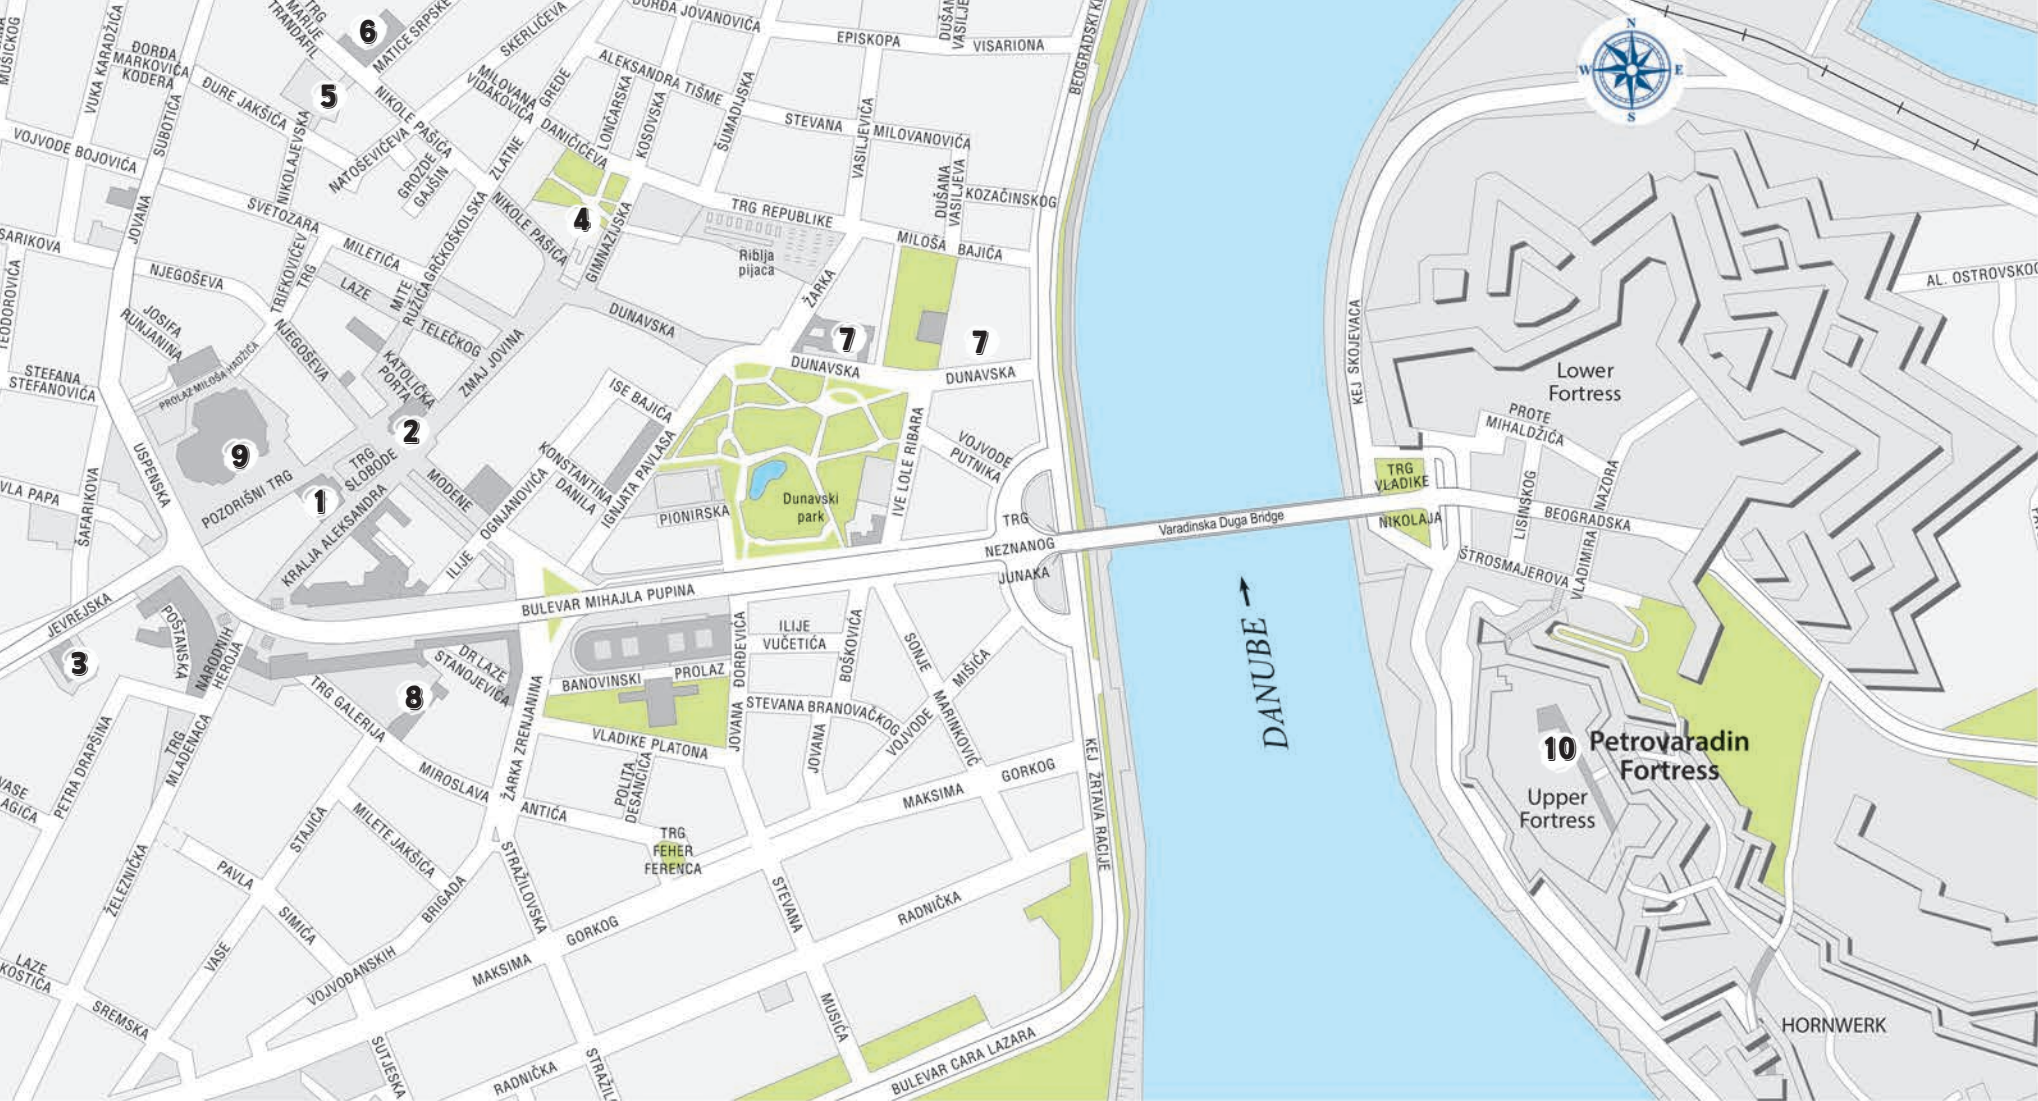 MUŠIČKOG
VUKA KARADŽIĆA
ĐORĐA
MARKOVIĆA
KODERA
TRG
MARIJE
TRANDAFIL
6
MATICE SRPSKE
5
SKERLIĆEVA
ĐORĐA JOVANOVIĆA
EPISKOPA
VISARIONA
DUŠANA
VASILJEVA
BEOGRADSKI KEJ
N
W
E
S
ĐURE JAKŠIĆA
MILOVANA
VIDAKOVIĆA
GREDE
ZLATNE
ALEKSANDRA TIŠME
STEVANA
MILOVANOVIĆA
NIKOLE PAŠIĆA
NATOŠEVIĆEVA
GROZDE
GAJŠIN
DANIČIĆEVA
LONČARSKA
KOSOVSKA
ŠUMADIJSKA
VASILJEVIĆA
ŽARKA
SUBOTIĆA
JOVANA
VOJVODE BOJOVIĆA
NIKOLAJEVSKA
SVETOZARA
MILETIĆA
NIKOLE PAŠIĆA
4
GIMNAZIJSKA
TRG REPUBLIKE
Riblja
pijaca
DUŠANA
VASILJEVA
KOZAČINSKOG
MILOŠA
BAJIĆA
ŠARIKOVA
NJEGOŠEVA
TEODOROVIĆA
TRIFKOVIĆEV
TRG
LAZE
TELEČKOG
MITE
RUŽIĆA
GRČKOŠKOLSKA
ZMAJ JOVINA
DUNAVSKA
7
DUNAVSKA
7
DUNAVSKA
JOSIFA
RUNJANINA
PROLAZ MILOŠA HADŽIĆA
NJEGOŠEVA
KATOLIČKA
PORTA
STEFANA
STEFANOVIĆA
ISE BAJIĆA
2
9
TRG
SLOBODE
USPENSKA
POZORIŠNI TRG
1
KRALJA ALEKSANDRA
MODENE
KONSTANTINA
DANILA
IGNJATA PAVLASA
ILIJE
OGNJANOVIĆA
PIONIRSKA
Dunavski
park
IVE LOLE RIBARA
VOJVODE
PUTNIKA
VLA PAPA
ŠAFARIKOVA
TRG
NEZNANOG
JUNAKA
BULEVAR MIHAJLA PUPINA
Varadinska Duga Bridge
DANUBE
KEJ SKOJEVACA
Lower
Fortress
AL. OSTROVSKOG
PROTE
MIHALDŽIĆA
TRG
VLADIKE
NIKOLAJA
LISINSKOG
VLADIMIRA
NAZORA
BEOGRADSKA
ŠTROSMAJEROVA
JEVREJSKA
3
POŠTANSKA
NARODNIH
HEROJA
TRG
MLADENACA
TRG GALERIJA
8
DR LAZE
STANOJEVIĆA
ŽARKA ZRENJANINA
BANOVINSKI
PROLAZ
VLADIKE PLATONA
ILIJE
VUČETIĆA
JOVANA
ĐORĐEVIĆA
STEVANA BRANOVAČKOG
JOVANA
BOŠKOVIĆA
SONJE
MARINKOVIĆ
VOJVODE
MIŠIĆA
POLITA
DESANČIĆA
MIROSLAVA
ANTIĆA
TRG
FEHER
FERENCA
PETRA DRAPŠINA
VASE
STAJIĆA
MILETE JAKŠIĆA
PAVLA
SIMIĆA
ŽELEZNIČKA
VOJVOĐANSKIH
BRIGADA
STRAŽILOVSKA
MAKSIMA
GORKOG
MAKSIMA
GORKOG
STEVANA
MUSIĆA
RADNIČKA
RADNIČKA
KEJ ŽRTAVA RACIJE
BULEVAR CARA LAZARA
LAZE
KOSTIĆA
SREMSKA
SUTJESKA
10
Petrovaradin
Fortress
Upper
Fortress
HORNWERK